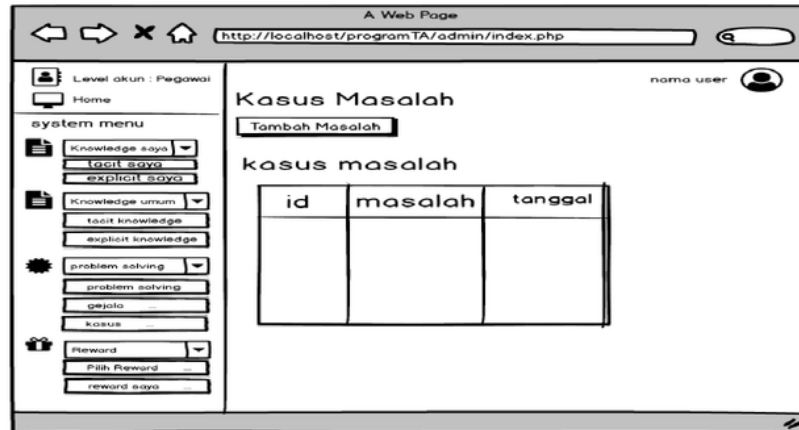 A Web Page
http://localhost/programTA/admin/index.php
Level akun : Pegawai
Home
system menu
Knowledge saya
tacit saya
explicit saya
Knowledge umum
tacit knowledge
explicit knowledge
problem solving
problem solving
gejala ...
kasus ...
Reward
Pilih Reward ...
reward saya ...
nama user
Kasus Masalah
Tambah Masalah
kasus masalah
id masalah tanggal